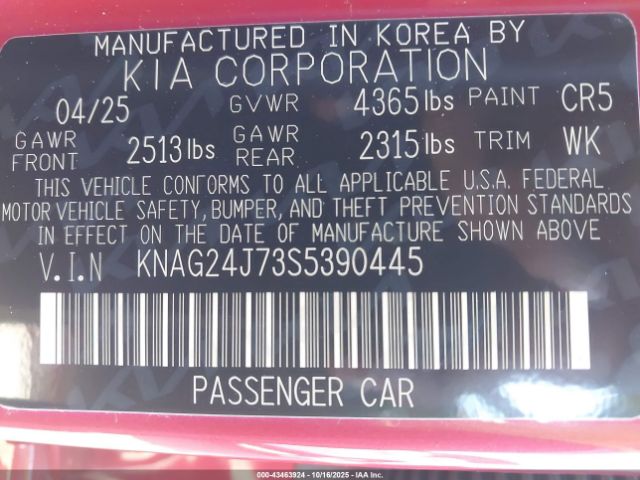 MANUFACTURED IN KOREA BY
KIA CORPORATION
04/25 GVWR 4365 lbs PAINT CR5
GAWR FRONT 2513 lbs GAWR REAR 2315 lbs TRIM WK
THIS VEHICLE CONFORMS TO ALL APPLICABLE U.S.A. FEDERAL
MOTOR VEHICLE SAFETY, BUMPER, AND THEFT PREVENTION STANDARDS
IN EFFECT ON THE DATE OF MANUFACTURE SHOWN ABOVE
V.I.N KNAG24J73S5390445
PASSENGER CAR
000-43463924 | 10/16/2025 | IAAI.COM